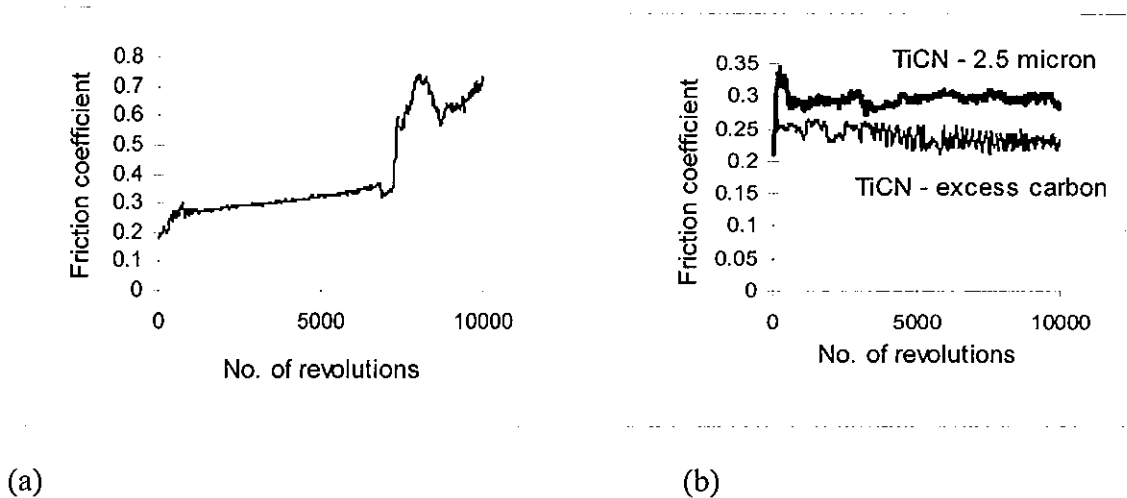 Friction coefficient
0.8
0.7
0.6
0.5
0.4
0.3
0.2
0.1
0
0 5000 10000
No. of revolutions
(a)
Friction coefficient
0.35
0.3
0.25
0.2
0.15
0.1
0.05
0
TiCN - 2.5 micron
TiCN - excess carbon
0 5000 10000
No. of revolutions
(b)